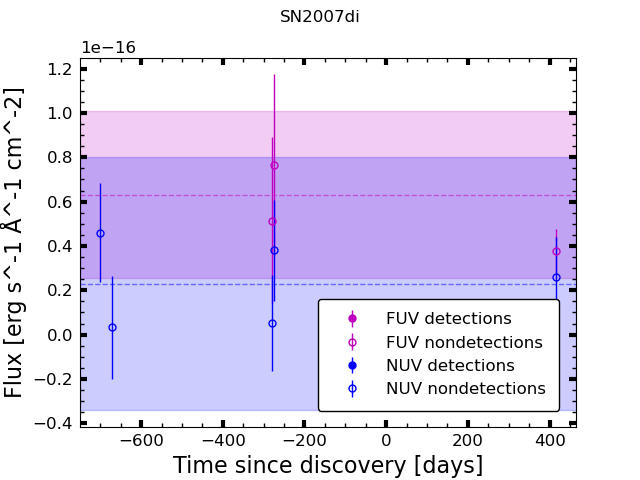 SN2007di
1e−16
1.2
1.0
0.8
0.6
0.4
0.2
0.0
−0.2
−0.4
Flux [erg s^-1 Å^-1 cm^-2]
FUV detections
FUV nondetections
NUV detections
NUV nondetections
−600 −400 −200 0 200 400
Time since discovery [days]